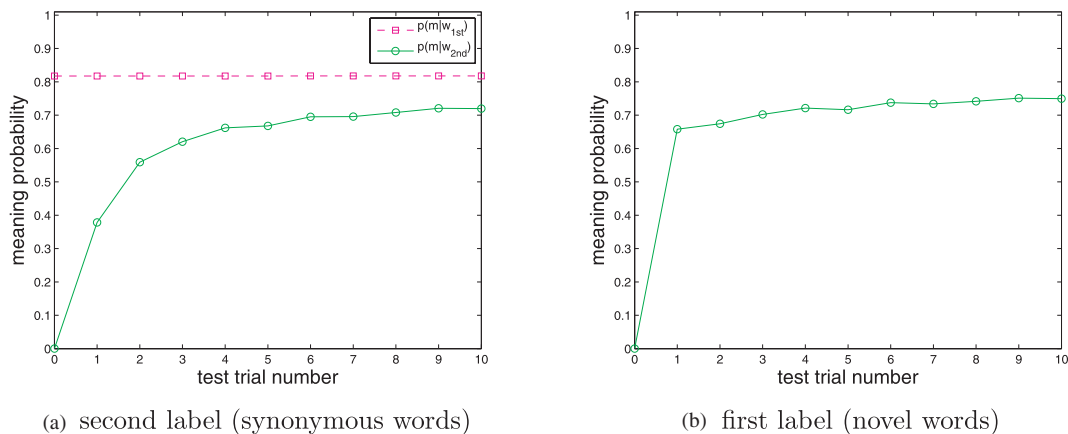 1
0.9
0.8
0.7
0.6
0.5
0.4
0.3
0.2
0.1
0
meaning probability
0 1 2 3 4 5 6 7 8 9 10
test trial number
p(m|w_1st)
p(m|w_2nd)
(a) second label (synonymous words)
1
0.9
0.8
0.7
0.6
0.5
0.4
0.3
0.2
0.1
0
meaning probability
0 1 2 3 4 5 6 7 8 9 10
test trial number
(b) first label (novel words)